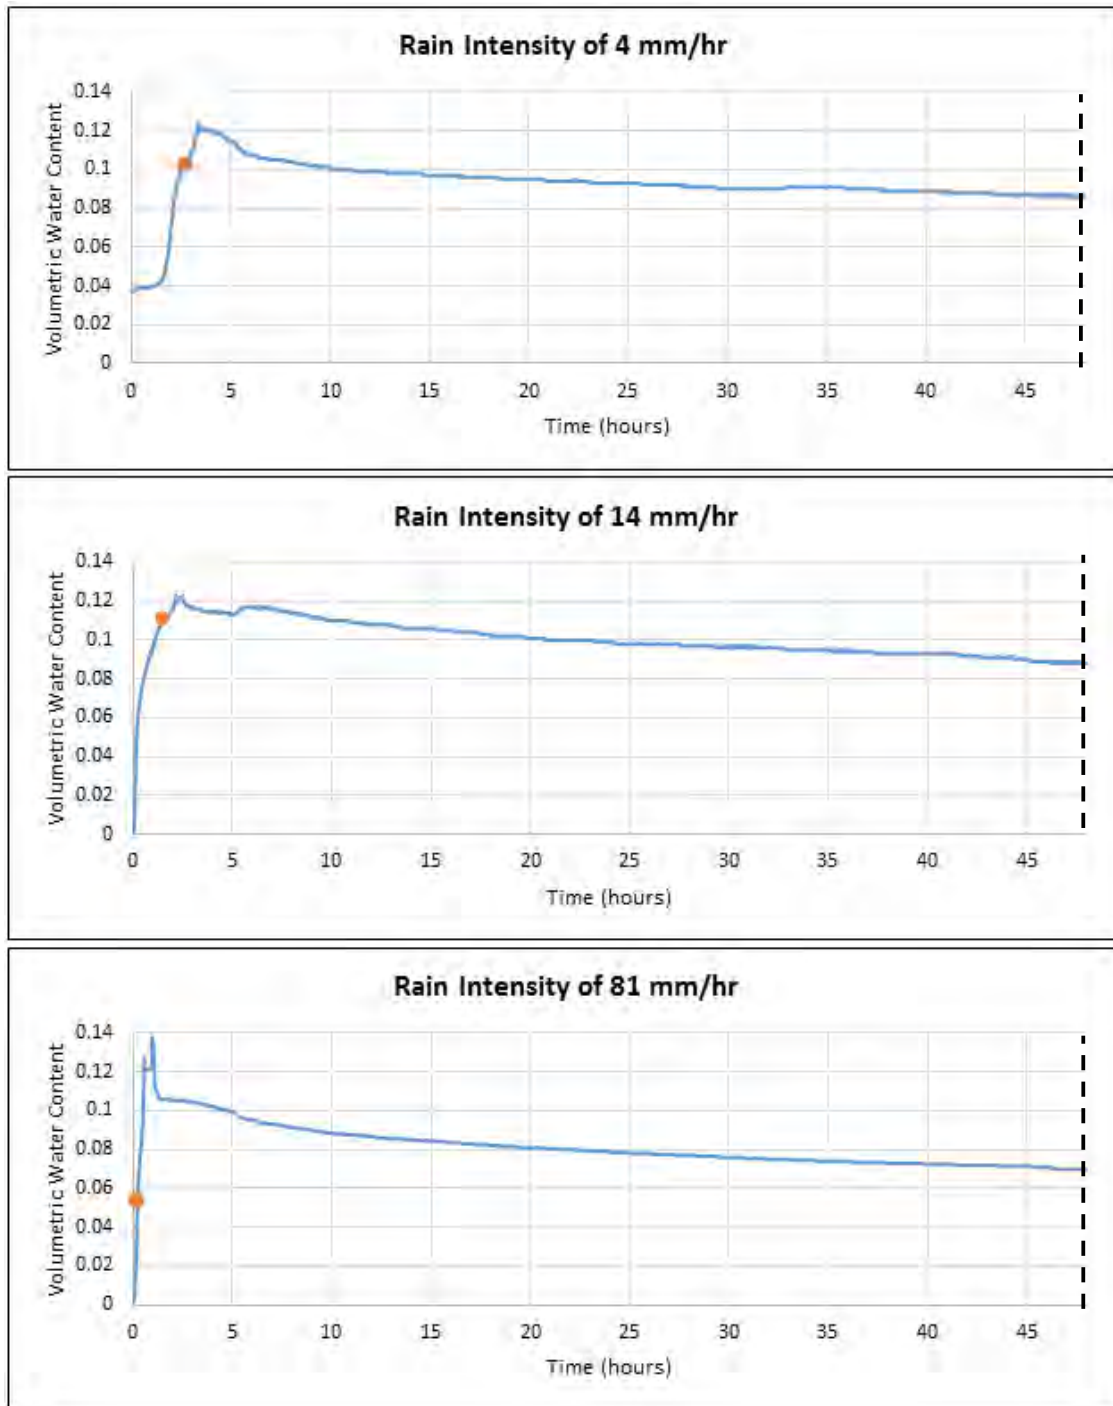 Rain Intensity of 4 mm/hr
Volumetric Water Content
0.14
0.12
0.1
0.08
0.06
0.04
0.02
0
0 5 10 15 20 25 30 35 40 45
Time (hours)
Rain Intensity of 14 mm/hr
Volumetric Water Content
0.14
0.12
0.1
0.08
0.06
0.04
0.02
0
0 5 10 15 20 25 30 35 40 45
Time (hours)
Rain Intensity of 81 mm/hr
Volumetric Water Content
0.14
0.12
0.1
0.08
0.06
0.04
0.02
0
0 5 10 15 20 25 30 35 40 45
Time (hours)